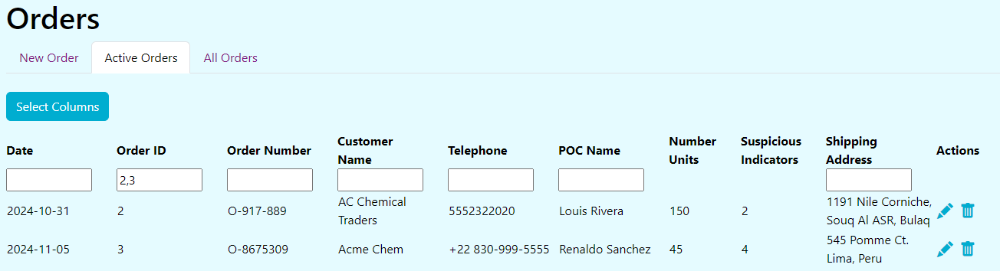 Orders
New Order Active Orders All Orders
Select Columns
Date Order ID Order Number Customer Name Telephone POC Name Number Units Suspicious Indicators Shipping Address Actions
2,3
2024-10-31 2 O-917-889 AC Chemical Traders 5552322020 Louis Rivera 150 2 1191 Nile Corniche, Souq Al ASR, Bulaq
2024-11-05 3 O-8675309 Acme Chem +22 830-999-5555 Renaldo Sanchez 45 4 545 Pomme Ct. Lima, Peru